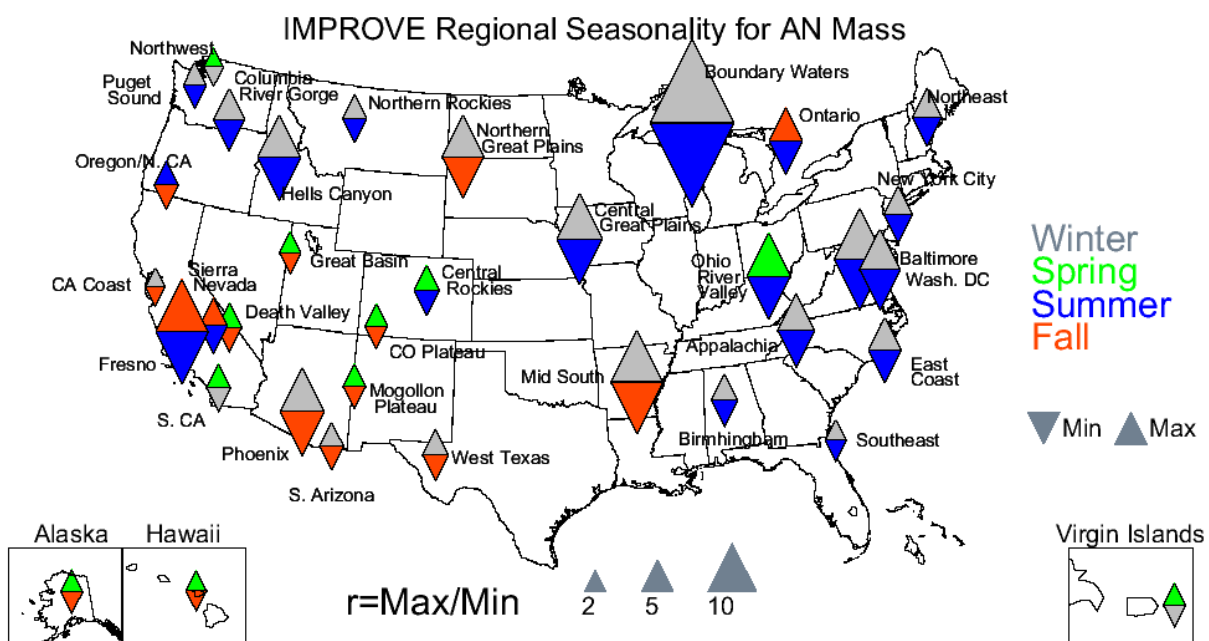 IMPROVE Regional Seasonality for AN Mass
Northwest
Puget
Sound
Columbia
River Gorge
Northern Rockies
Northern
Great Plains
Boundary Waters
Ontario
Northeast
Oregon/N. CA
Hells Canyon
New York City
Central
Great Plains
Great Basin
Central
Rockies
Ohio
River
Valley
Baltimore
Wash. DC
CA Coast
Sierra
Nevada
Death Valley
CO Plateau
Fresno
Appalachia
East
Coast
Mid South
S. CA
Mogollon
Plateau
Phoenix
West Texas
Birmhingham
Southeast
S. Arizona
Winter
Spring
Summer
Fall
Min
Max
Alaska
Hawaii
Virgin Islands
r=Max/Min
2
5
10